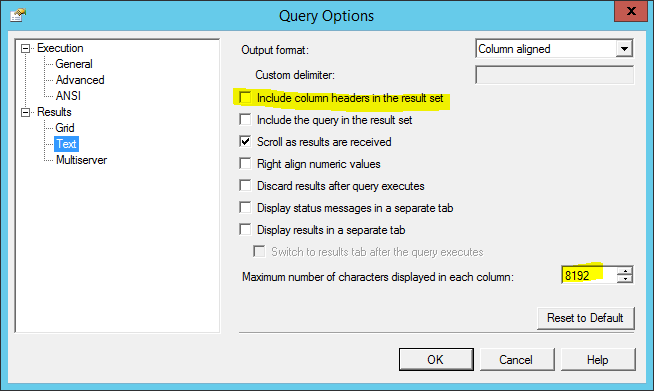 Query Options
x
Execution
General
Advanced
ANSI
Results
Grid
Text
Multiserver
Output format: Column aligned
Custom delimiter:
Include column headers in the result set
Include the query in the result set
Scroll as results are received
Right align numeric values
Discard results after query executes
Display status messages in a separate tab
Display results in a separate tab
Switch to results tab after the query executes
Maximum number of characters displayed in each column: 8192
Reset to Default
OK Cancel Help